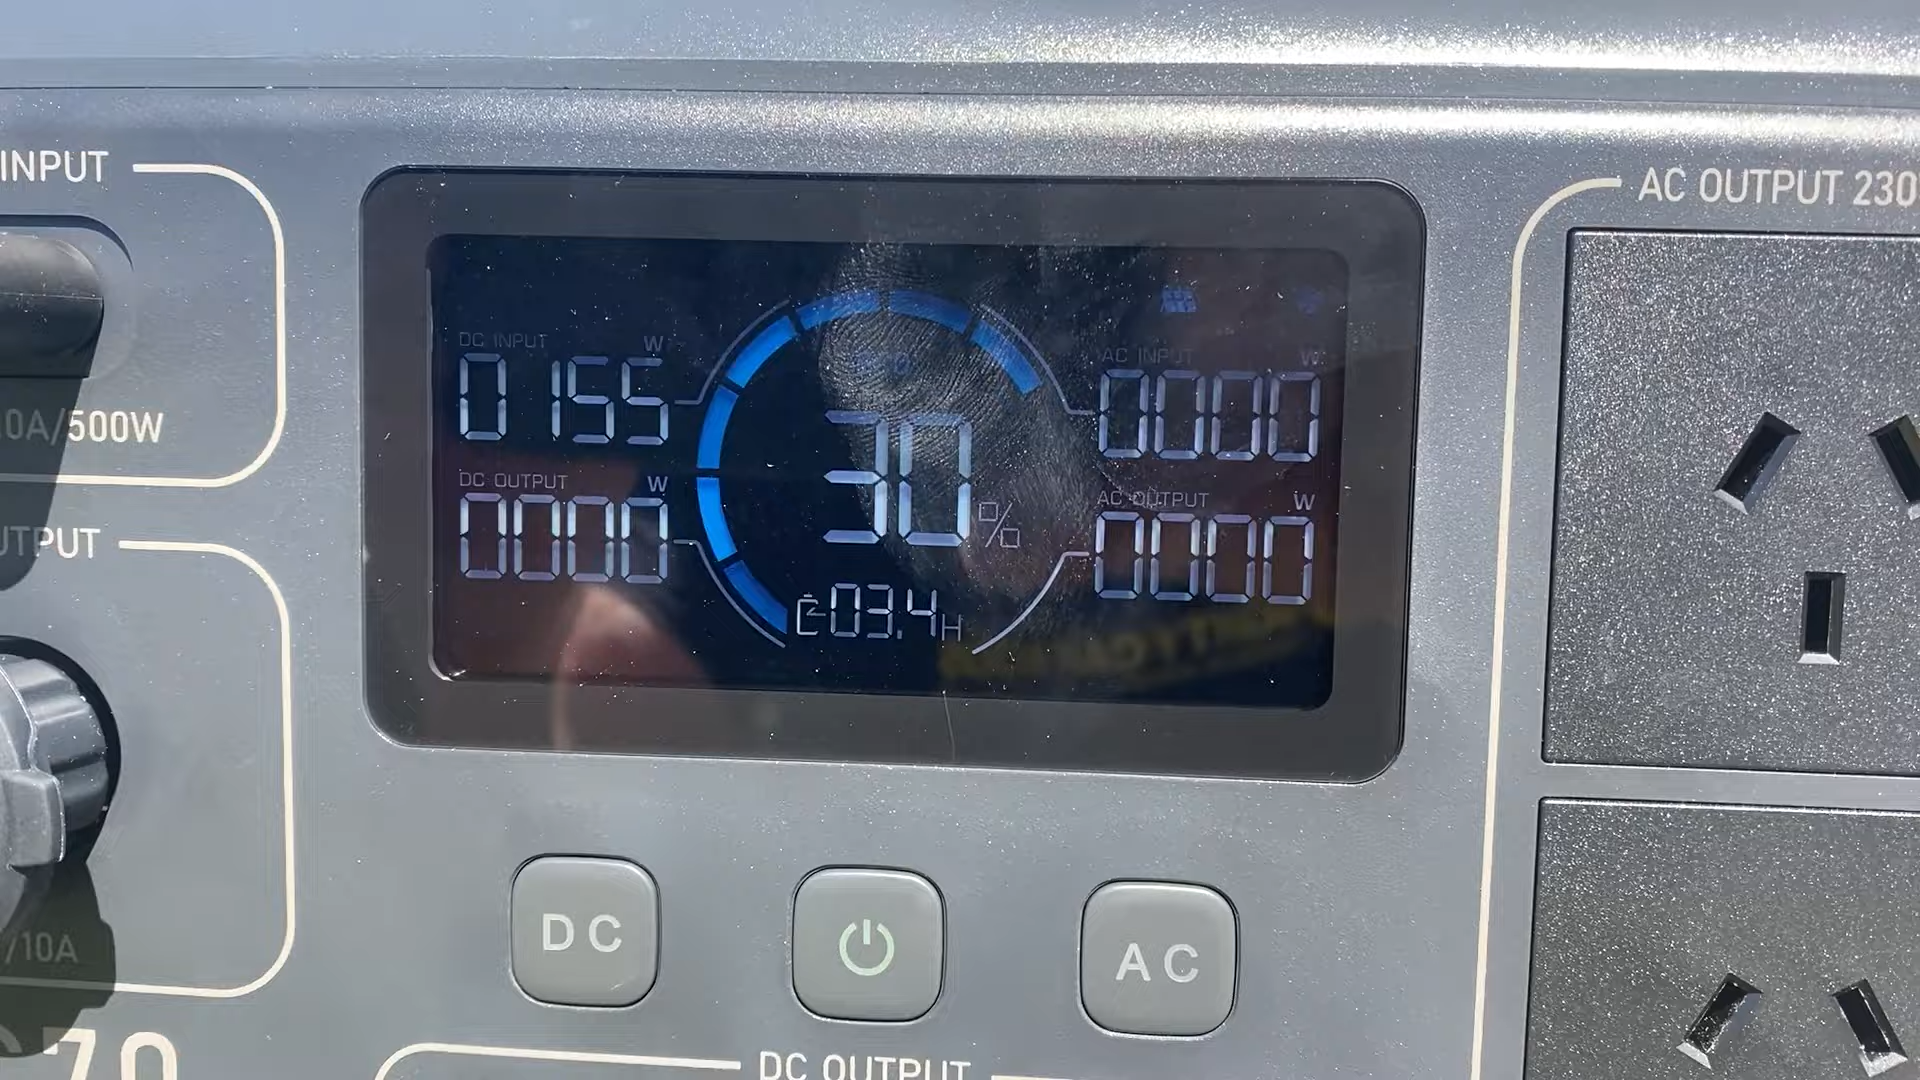 INPUT
0A/500W
UTPUT
/10A
70
DC INPUT W
0155
DC OUTPUT W
0000
30%
03.4H
AC INPUT W
0000
AC OUTPUT W
0000
DC
AC
DC OUTPUT
AC OUTPUT 230